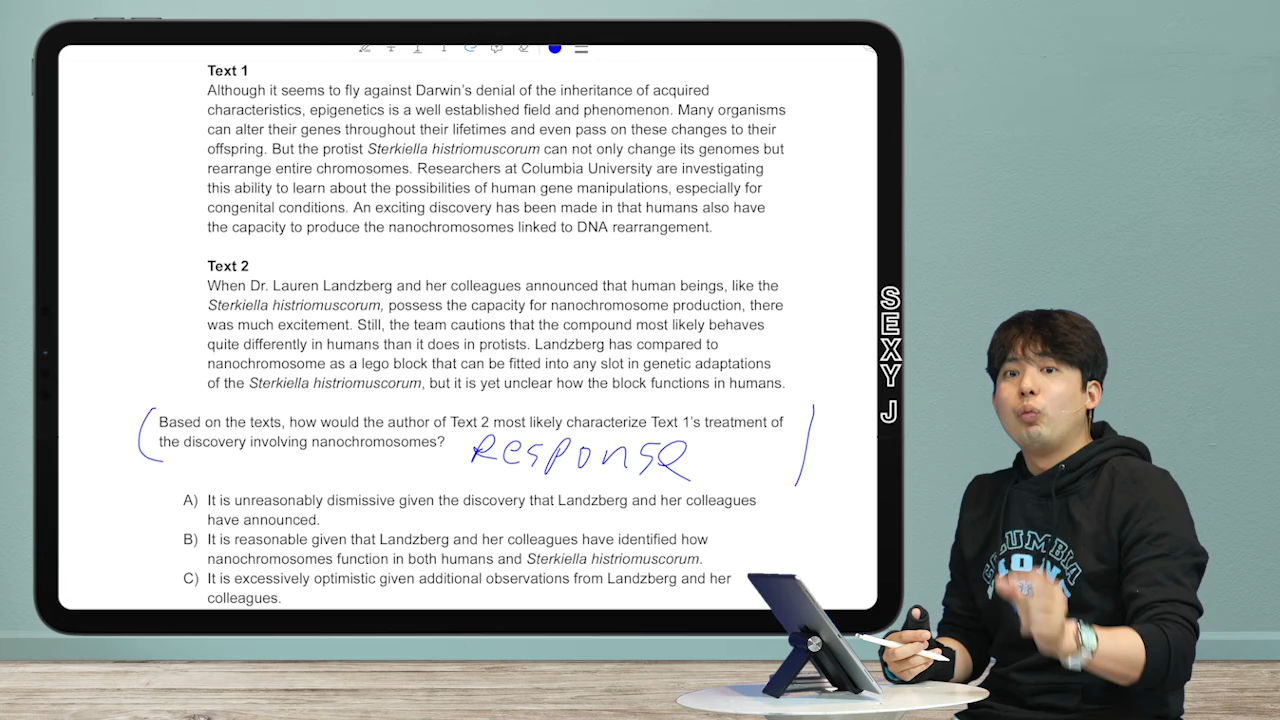 Text 1
Although it seems to fly against Darwin's denial of the inheritance of acquired
characteristics, epigenetics is a well established field and phenomenon. Many organisms
can alter their genes throughout their lifetimes and even pass on these changes to their
offspring. But the protist Sterkiella histriomuscorum can not only change its genomes but
rearrange entire chromosomes. Researchers at Columbia University are investigating
this ability to learn about the possibilities of human gene manipulations, especially for
congenital conditions. An exciting discovery has been made in that humans also have
the capacity to produce the nanochromosomes linked to DNA rearrangement.
Text 2
When Dr. Lauren Landzberg and her colleagues announced that human beings, like the
Sterkiella histriomuscorum, possess the capacity for nanochromosome production, there
was much excitement. Still, the team cautions that the compound most likely behaves
quite differently in humans than it does in protists. Landzberg has compared to
nanochromosome as a lego block that can be fitted into any slot in genetic adaptations
of the Sterkiella histriomuscorum, but it is yet unclear how the block functions in humans.
Based on the texts, how would the author of Text 2 most likely characterize Text 1's treatment of
the discovery involving nanochromosomes?
Response
A) It is unreasonably dismissive given the discovery that Landzberg and her colleagues
have announced.
B) It is reasonable given that Landzberg and her colleagues have identified how
nanochromosomes function in both humans and Sterkiella histriomuscorum.
C) It is excessively optimistic given additional observations from Landzberg and her
colleagues.
SEXY J
COLUMBIA